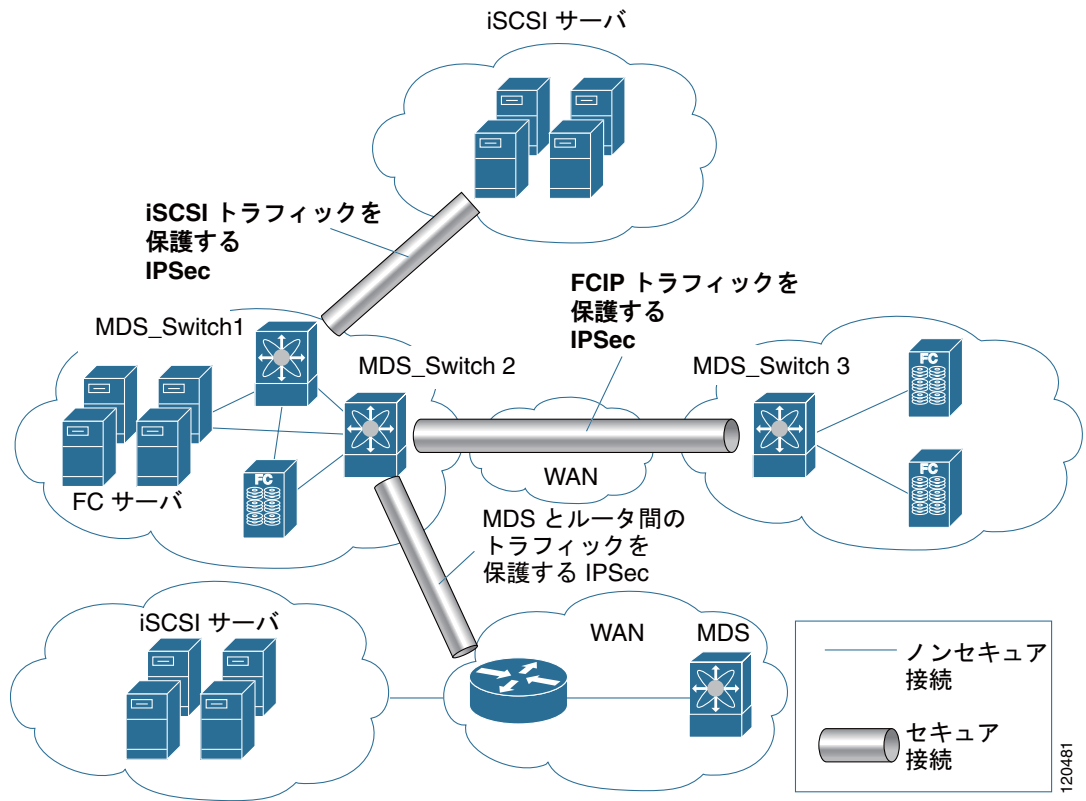 iSCSI サーバ
iSCSI トラフィックを
保護する
IPSec
FCIP トラフィックを
保護する
IPSec
MDS_Switch1
MDS_Switch 2
MDS_Switch 3
FC
FC
FC
FC サーバ
WAN
MDS とルータ間の
トラフィックを
保護する IPSec
iSCSI サーバ
WAN
MDS
ノンセキュア
接続
セキュア
接続
120481